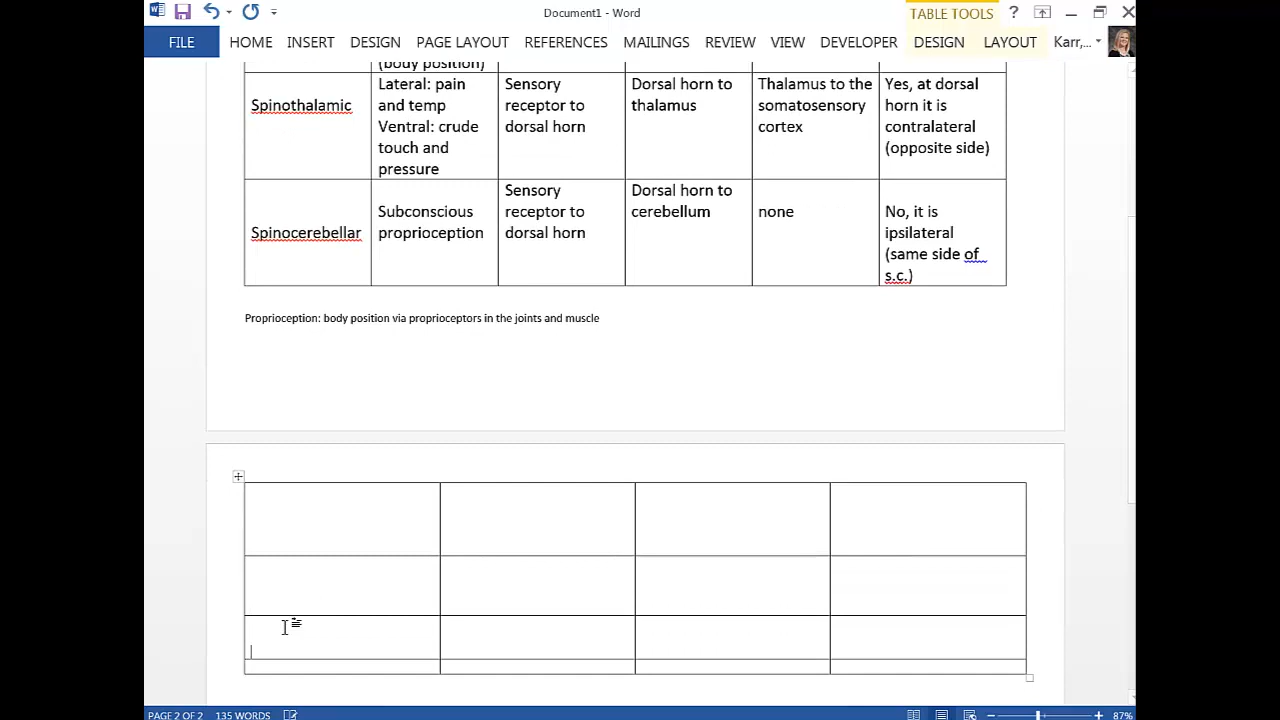 Document1 - Word
TABLE TOOLS
?
FILE
HOME
INSERT
DESIGN
PAGE LAYOUT
REFERENCES
MAILINGS
REVIEW
VIEW
DEVELOPER
DESIGN
LAYOUT
Karr,...
(body position)
Spinothalamic
Lateral: pain
and temp
Ventral: crude
touch and
pressure
Sensory
receptor to
dorsal horn
Dorsal horn to
thalamus
Thalamus to the
somatosensory
cortex
Yes, at dorsal
horn it is
contralateral
(opposite side)
Spinocerebellar
Subconscious
proprioception
Sensory
receptor to
dorsal horn
Dorsal horn to
cerebellum
none
No, it is
ipsilateral
(same side of
s.c.)
Proprioception: body position via proprioceptors in the joints and muscle
PAGE 2 OF 2
135 WORDS
87%